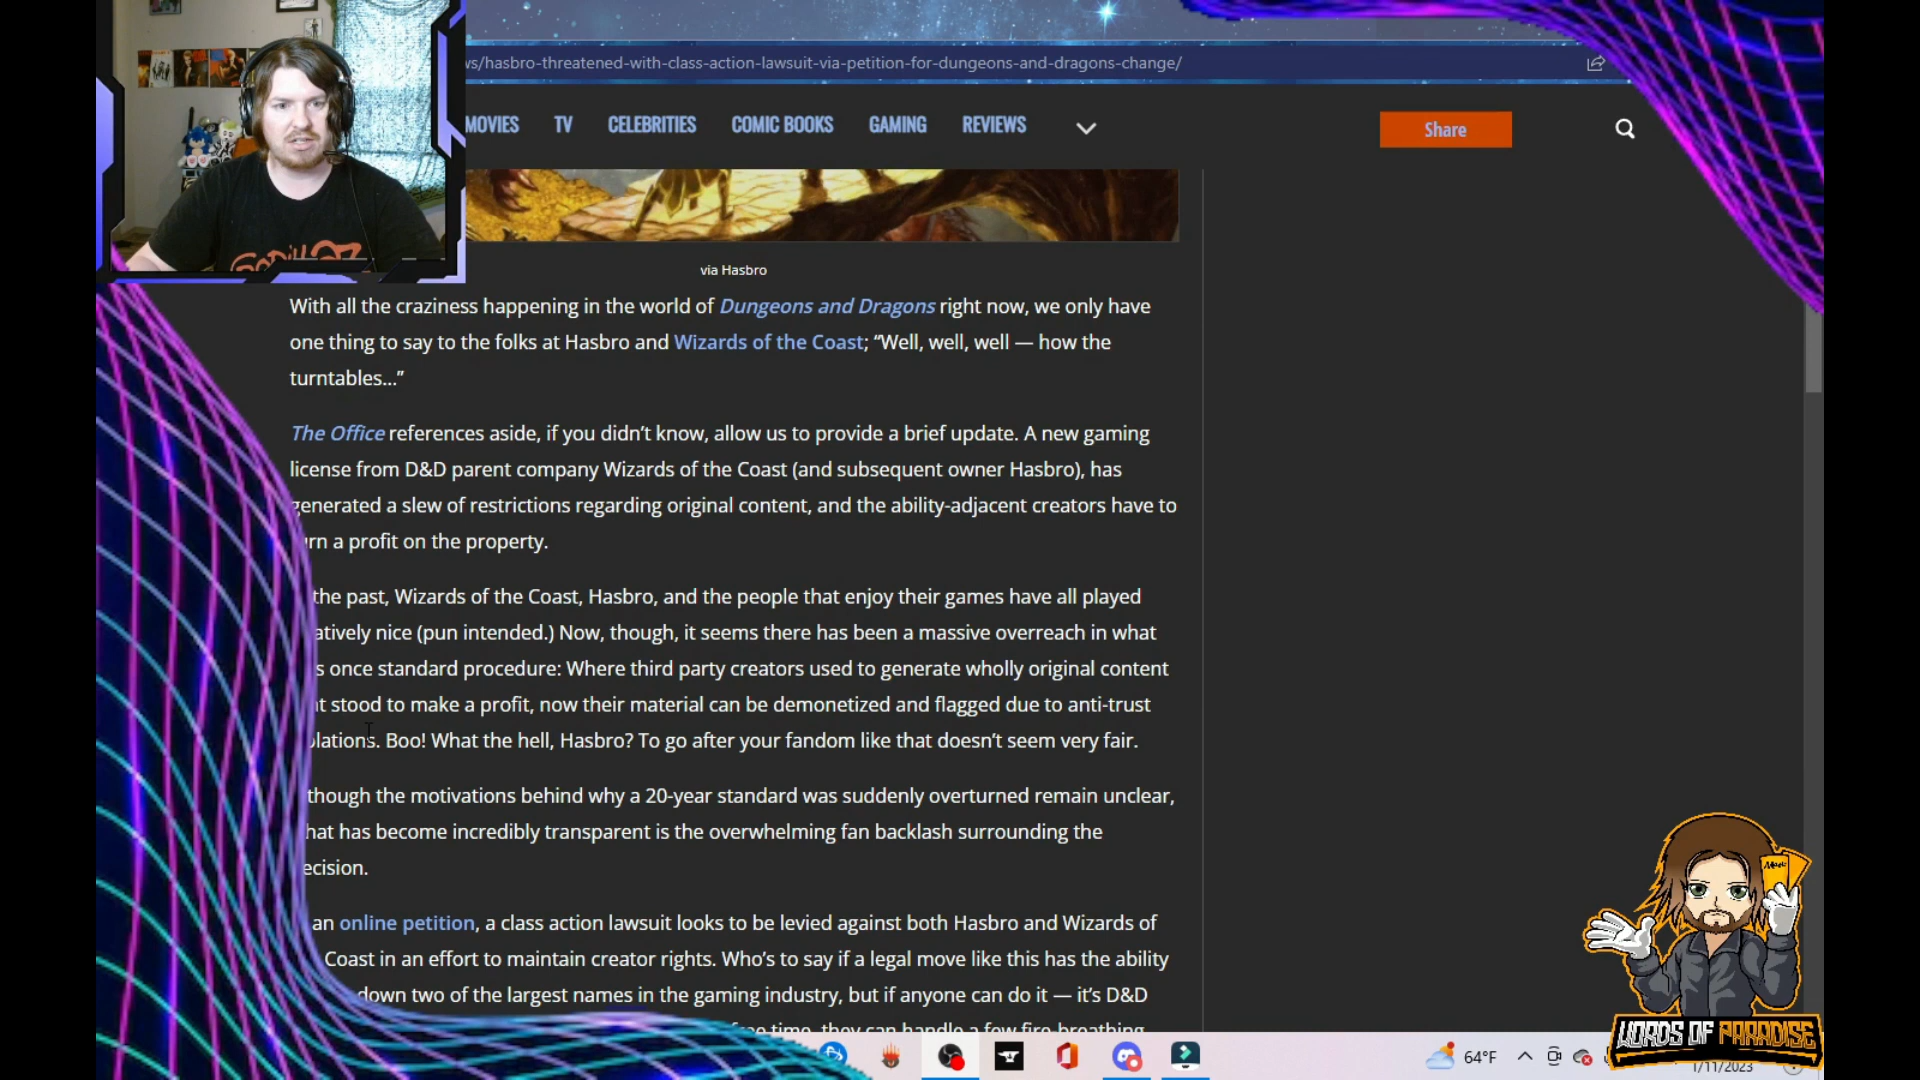 ws/hasbro-threatened-with-class-action-lawsuit-via-petition-for-dungeons-and-dragons-change/
MOVIES TV CELEBRITIES COMIC BOOKS GAMING REVIEWS
Share
via Hasbro
With all the craziness happening in the world of Dungeons and Dragons right now, we only have
one thing to say to the folks at Hasbro and Wizards of the Coast; “Well, well, well — how the
turntables…”
The Office references aside, if you didn’t know, allow us to provide a brief update. A new gaming
license from D&D parent company Wizards of the Coast (and subsequent owner Hasbro), has
generated a slew of restrictions regarding original content, and the ability-adjacent creators have to
rn a profit on the property.
the past, Wizards of the Coast, Hasbro, and the people that enjoy their games have all played
atively nice (pun intended.) Now, though, it seems there has been a massive overreach in what
s once standard procedure: Where third party creators used to generate wholly original content
t stood to make a profit, now their material can be demonetized and flagged due to anti-trust
olations. Boo! What the hell, Hasbro? To go after your fandom like that doesn’t seem very fair.
though the motivations behind why a 20-year standard was suddenly overturned remain unclear,
hat has become incredibly transparent is the overwhelming fan backlash surrounding the
ecision.
an online petition, a class action lawsuit looks to be levied against both Hasbro and Wizards of
Coast in an effort to maintain creator rights. Who’s to say if a legal move like this has the ability
down two of the largest names in the gaming industry, but if anyone can do it — it’s D&D
time, they can handle a few fire-breathing
WORDS OF PARADISE
64°F
1/11/2023